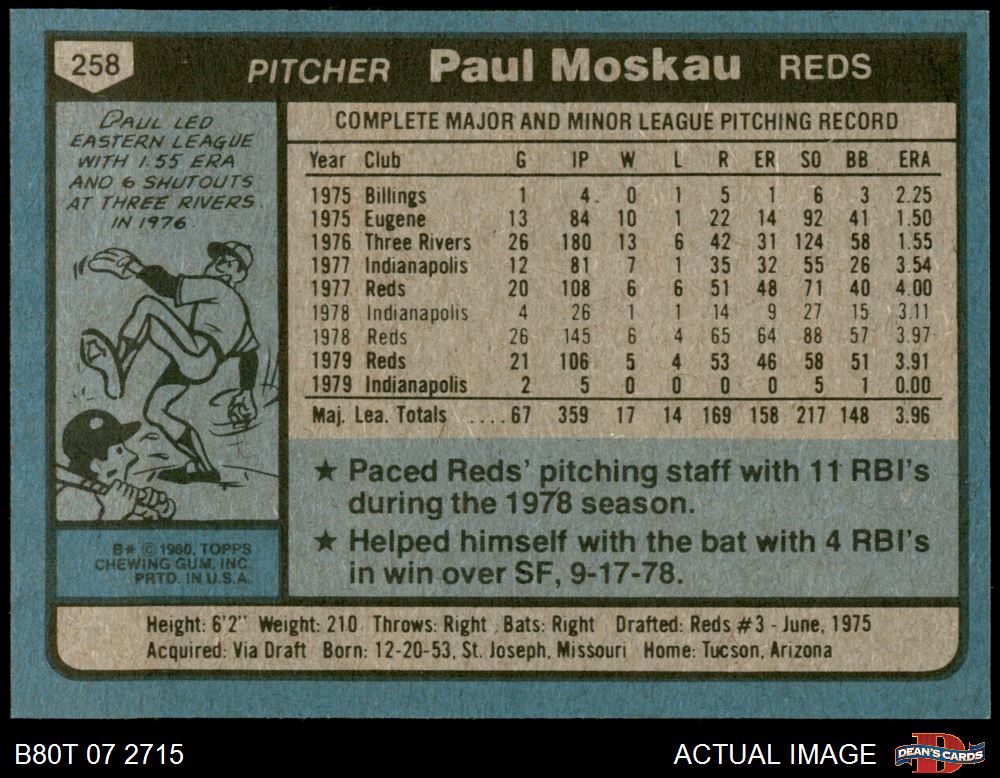 258
PITCHER Paul Moskau REDS
PAUL LED
EASTERN LEAGUE
WITH 1.55 ERA
AND 6 SHUTOUTS
AT THREE RIVERS
IN 1976
COMPLETE MAJOR AND MINOR LEAGUE PITCHING RECORD
Year Club G IP W L R ER SO BB ERA
1975 Billings 1 4 0 1 5 1 6 3 2.25
1975 Eugene 13 84 10 1 22 14 92 41 1.50
1976 Three Rivers 26 180 13 6 42 31 124 58 1.55
1977 Indianapolis 12 81 7 1 35 32 55 26 3.54
1977 Reds 20 108 6 6 51 48 71 40 4.00
1978 Indianapolis 4 26 1 1 14 9 27 15 3.11
1978 Reds 26 145 6 4 65 64 88 57 3.97
1979 Reds 21 106 5 4 53 46 58 51 3.91
1979 Indianapolis 2 5 0 0 0 0 5 1 0.00
Maj. Lea. Totals ....67 359 17 14 169 158 217 148 3.96
★ Paced Reds' pitching staff with 11 RBI's
during the 1978 season.
★ Helped himself with the bat with 4 RBI's
in win over SF, 9-17-78.
B* © 1980, TOPPS
CHEWING GUM, INC.
PRTD. IN U.S.A.
Height: 6'2" Weight: 210 Throws: Right Bats: Right Drafted: Reds #3 - June, 1975
Acquired: Via Draft Born: 12-20-53, St. Joseph, Missouri Home: Tucson, Arizona
B80T 07 2715
ACTUAL IMAGE
DEAN'S CARDS